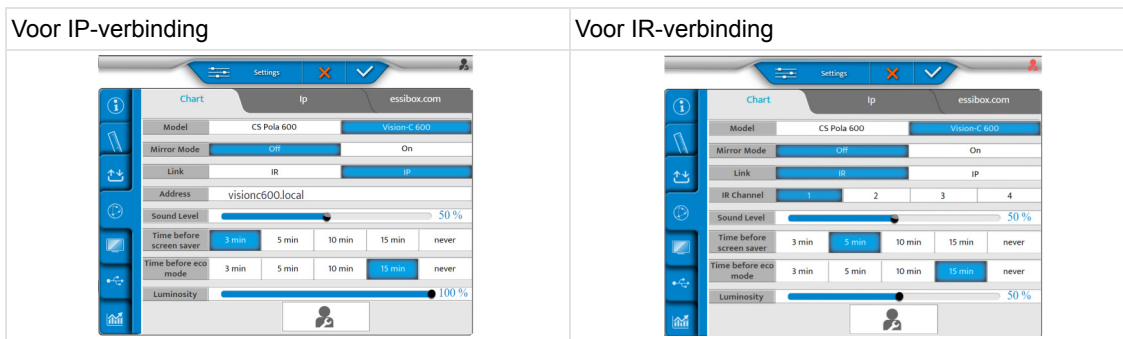 Voor IP-verbinding
Settings
Chart Ip essibox.com
Model CS Pola 600 Vision-C 600
Mirror Mode Off On
Link IR IP
Address visionc600.local
Sound Level 50 %
Time before screen saver 3 min 5 min 10 min 15 min never
Time before eco mode 3 min 5 min 10 min 15 min never
Luminosity 100 %
Voor IR-verbinding
Settings
Chart Ip essibox.com
Model CS Pola 600 Vision-C 600
Mirror Mode Off On
Link IR IP
IR Channel 1 2 3 4
Sound Level 50 %
Time before screen saver 3 min 5 min 10 min 15 min never
Time before eco mode 3 min 5 min 10 min 15 min never
Luminosity 50 %